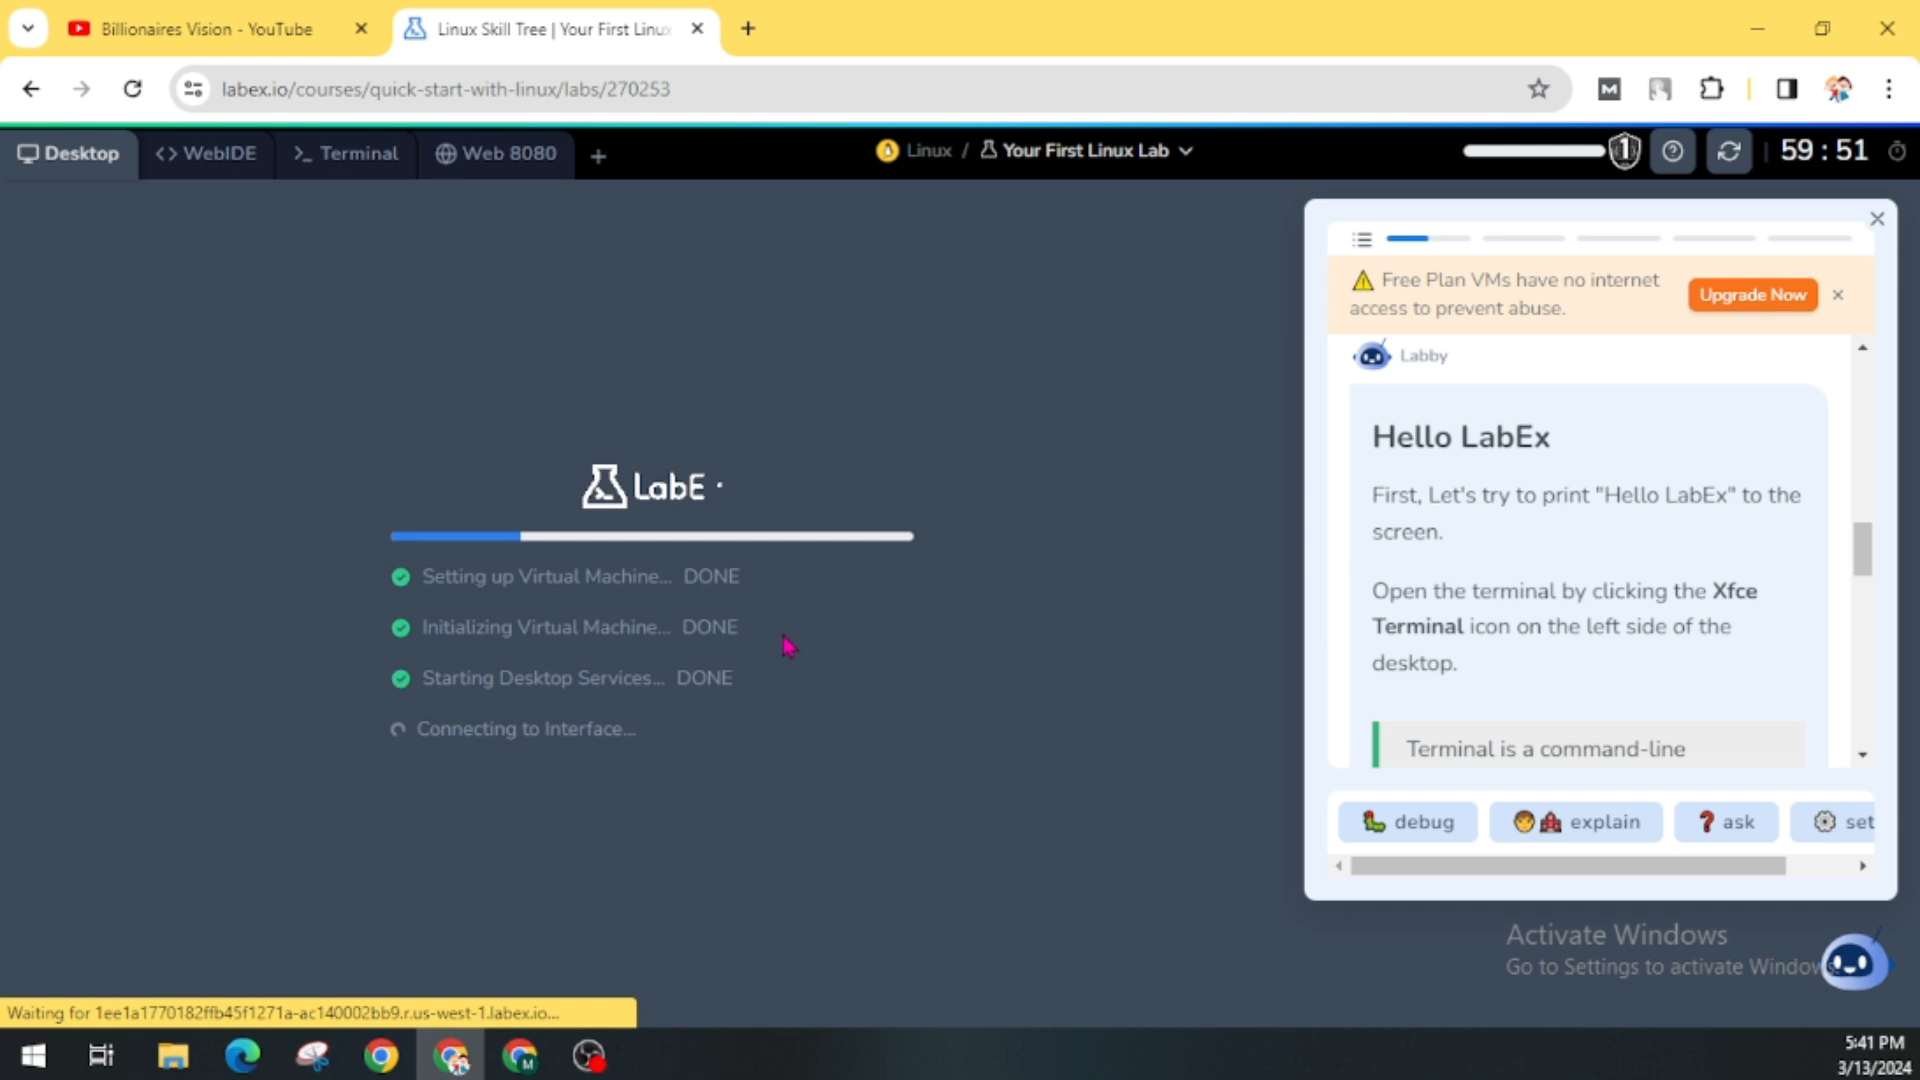 Billionaires Vision - YouTube
Linux Skill Tree | Your First Linux
labex.io/courses/quick-start-with-linux/labs/270253
M
Desktop
<> WebIDE
>_ Terminal
Web 8080
Linux / Your First Linux Lab
1
59 : 51
Free Plan VMs have no internet
access to prevent abuse.
Upgrade Now
Labby
Hello LabEx
First, Let's try to print "Hello LabEx" to the
screen.
Open the terminal by clicking the Xfce
Terminal icon on the left side of the
desktop.
Terminal is a command-line
debug
explain
ask
set
LabE
Setting up Virtual Machine... DONE
Initializing Virtual Machine... DONE
Starting Desktop Services... DONE
Connecting to Interface...
Activate Windows
Go to Settings to activate Windows
Waiting for 1ee1a1770182ffb45f1271a-ac140002bb9.r.us-west-1.labex.io...
M
5:41 PM
3/13/2024